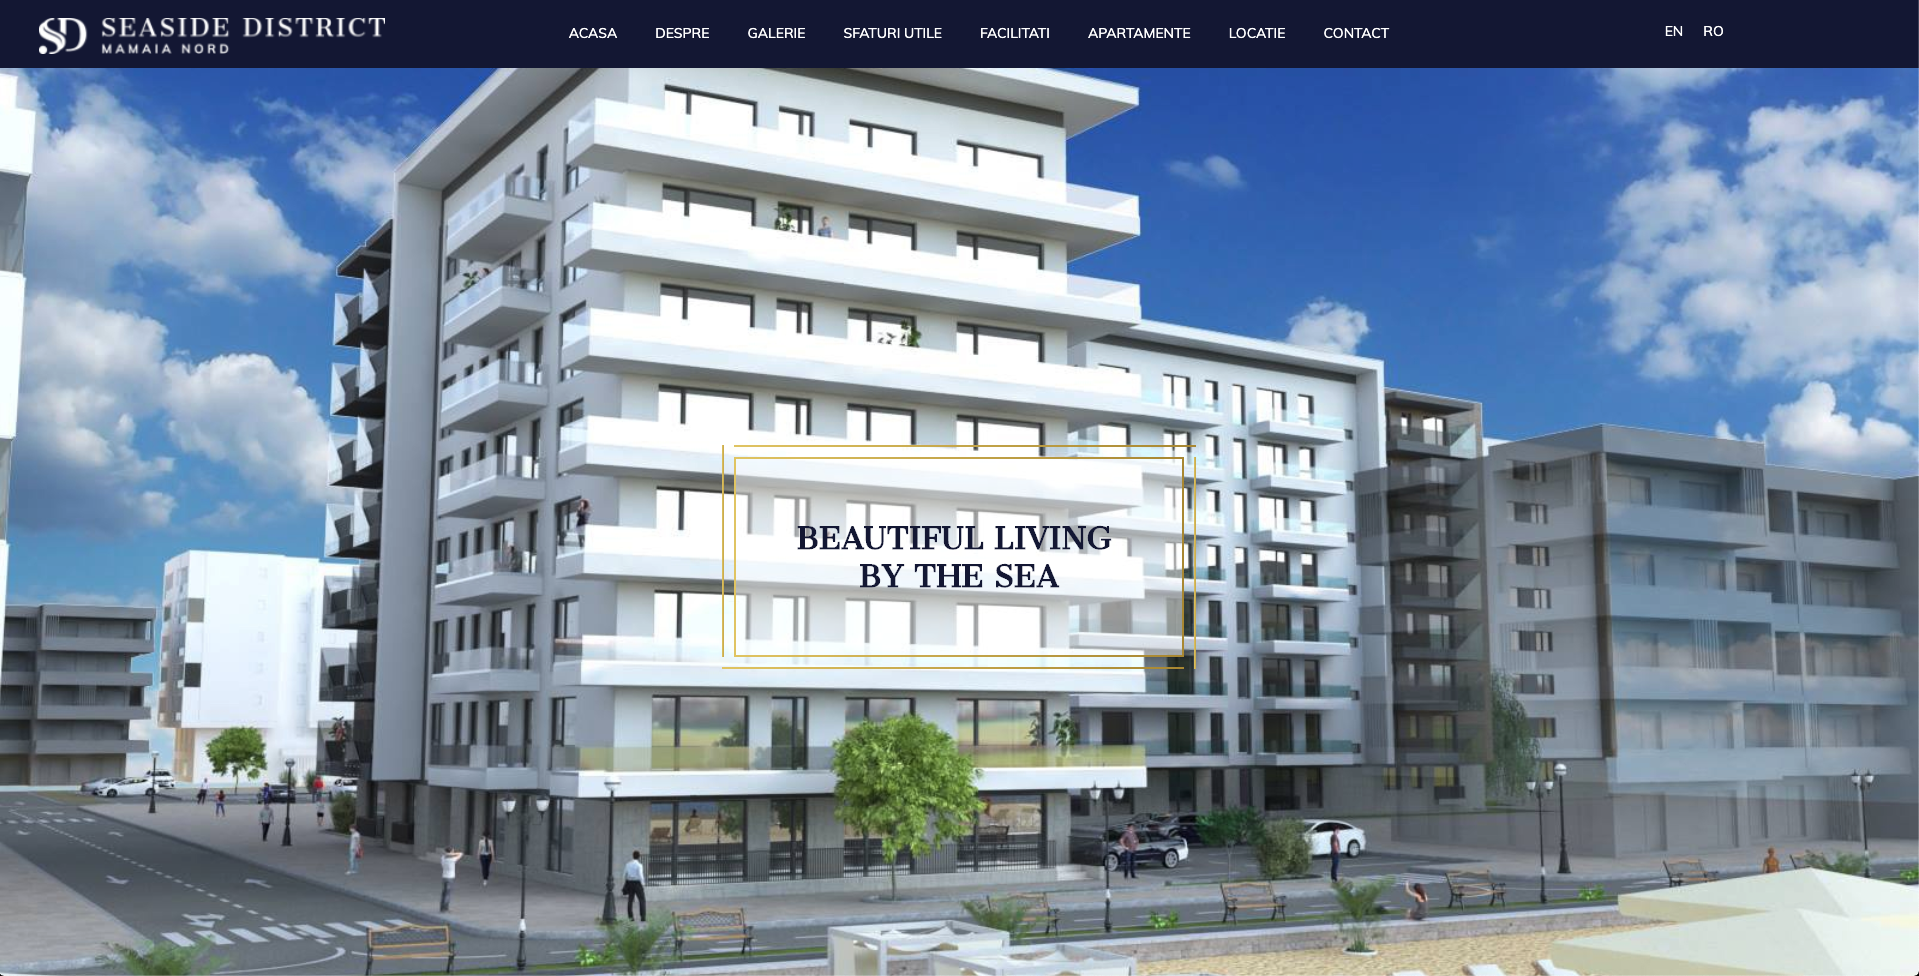 SEASIDE DISTRICT
MAMAIA NORD
ACASA DESPRE GALERIE SFATURI UTILE FACILITATI APARTAMENTE LOCATIE CONTACT EN RO
BEAUTIFUL LIVING
BY THE SEA